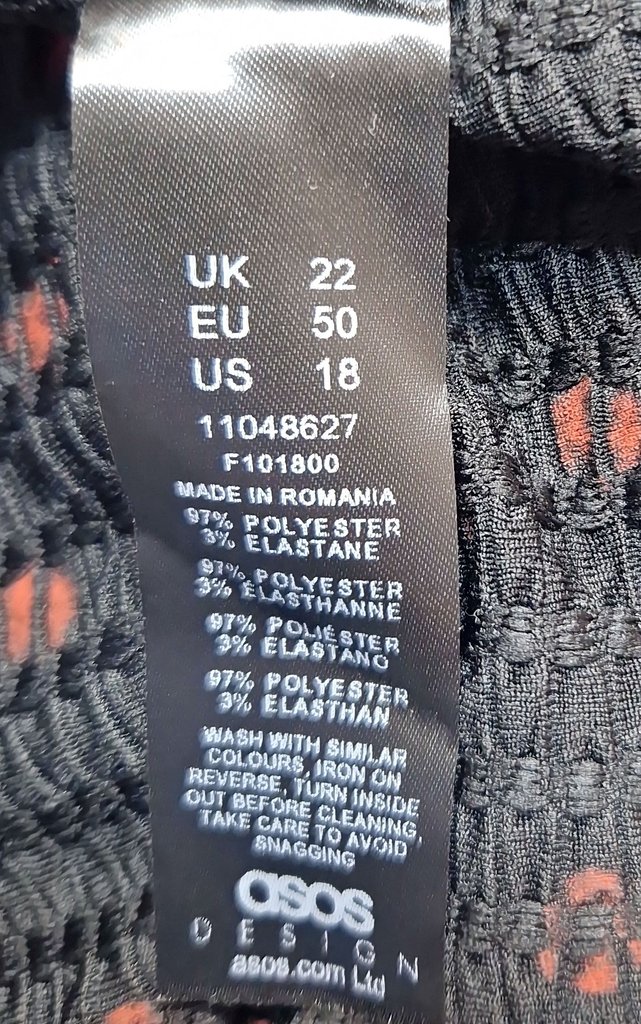 UK 22
EU 50
US 18
11048627
F101800
MADE IN ROMANIA
97% POLYESTER
3% ELASTANE
97% POLYESTER
3% ELASTHANNE
97% POLIÉSTER
3% ELASTANO
97% POLYESTER
3% ELASTHAN
WASH WITH SIMILAR
COLOURS, IRON ON
REVERSE, TURN INSIDE
OUT BEFORE CLEANING,
TAKE CARE TO AVOID
SNAGGING
asos
DESIGN
asos.com Ltd